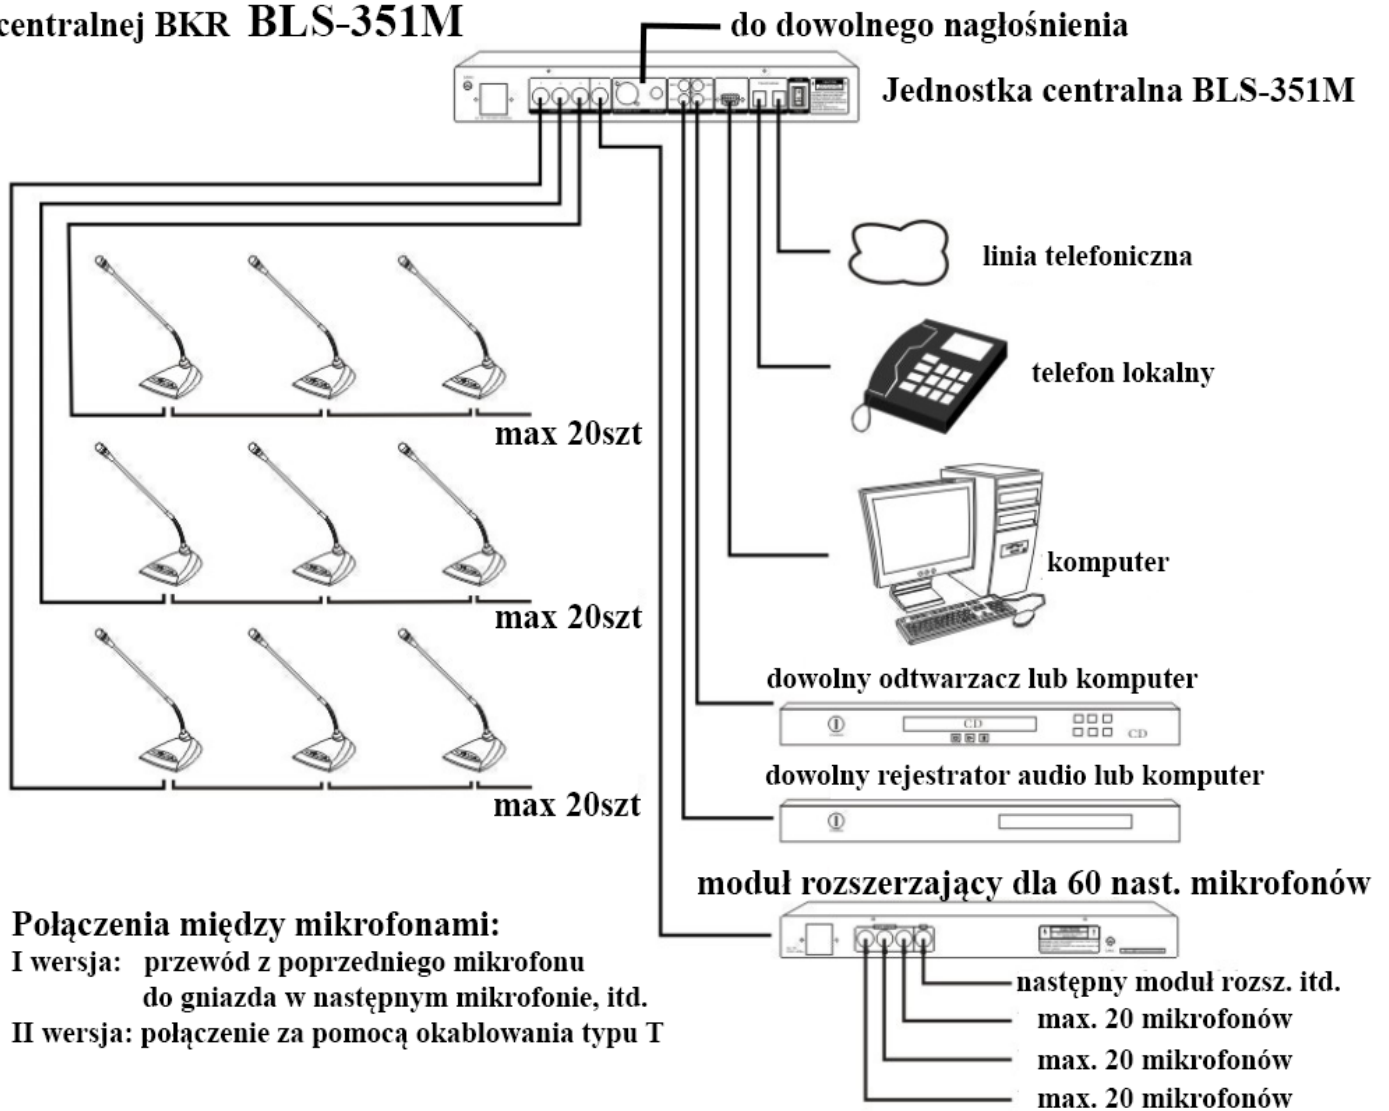 centralnej BKR BLS-351M
do dowolnego nagłośnienia
Jednostka centralna BLS-351M
linia telefoniczna
telefon lokalny
max 20szt
komputer
max 20szt
dowolny odtwarzacz lub komputer
CD
CD
dowolny rejestrator audio lub komputer
max 20szt
moduł rozszerzający dla 60 nast. mikrofonów
Połączenia między mikrofonami:
I wersja: przewód z poprzedniego mikrofonu
do gniazda w następnym mikrofonie, itd.
II wersja: połączenie za pomocą okablowania typu T
następny moduł rozsz. itd.
max. 20 mikrofonów
max. 20 mikrofonów
max. 20 mikrofonów